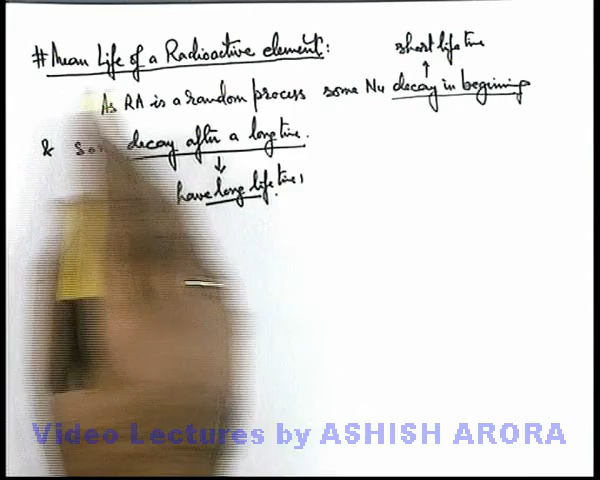 # Mean Life of a Radioactive element :
short life time
As RA is a random process some Nu decay in begining
& decay after a long time.
have long life time,
Video Lectures by ASHISH ARORA